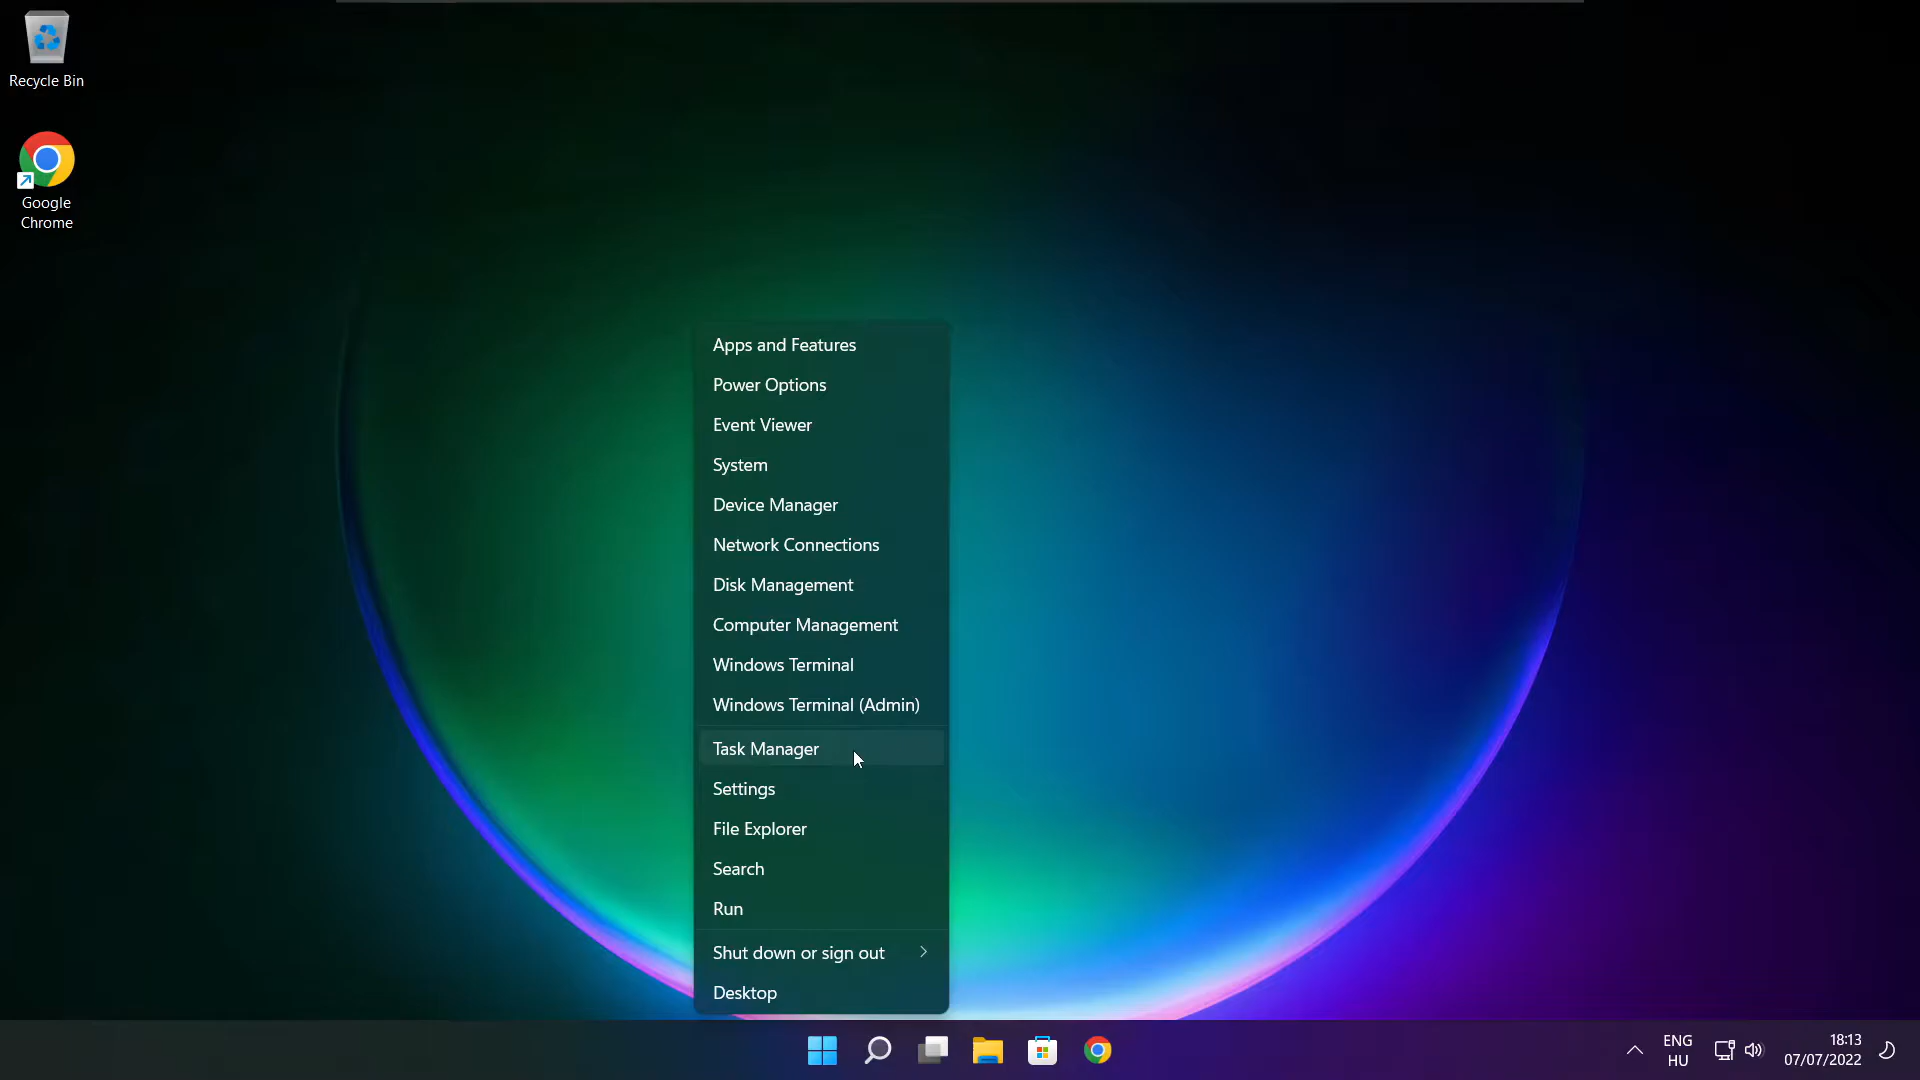 Recycle Bin
Google
Chrome
Apps and Features
Power Options
Event Viewer
System
Device Manager
Network Connections
Disk Management
Computer Management
Windows Terminal
Windows Terminal (Admin)
Task Manager
Settings
File Explorer
Search
Run
Shut down or sign out
Desktop
ENG
HU
18:13
07/07/2022